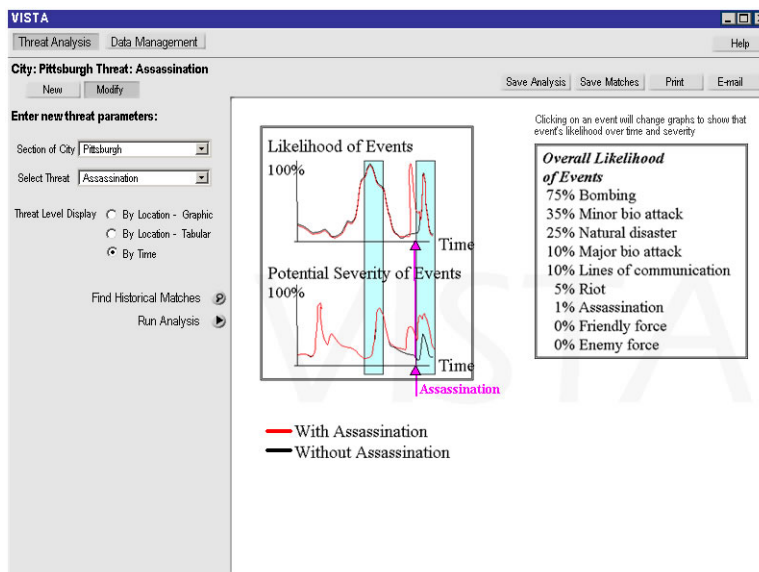 VISTA
Threat Analysis Data Management
Help
City: Pittsburgh Threat: Assassination
New Modify
Save Analysis Save Matches Print E-mail
Enter new threat parameters:
Section of City Pittsburgh
Select Threat Assassination
Threat Level Display By Location - Graphic
By Location - Tabular
By Time
Find Historical Matches
Run Analysis
Likelihood of Events
100%
Time
Potential Severity of Events
100%
Time
Assassination
With Assassination
Without Assassination
Clicking on an event will change graphs to show that
event's likelihood over time and severity
Overall Likelihood
of Events
75% Bombing
35% Minor bio attack
25% Natural disaster
10% Major bio attack
10% Lines of communication
5% Riot
1% Assassination
0% Friendly force
0% Enemy force
VISTA